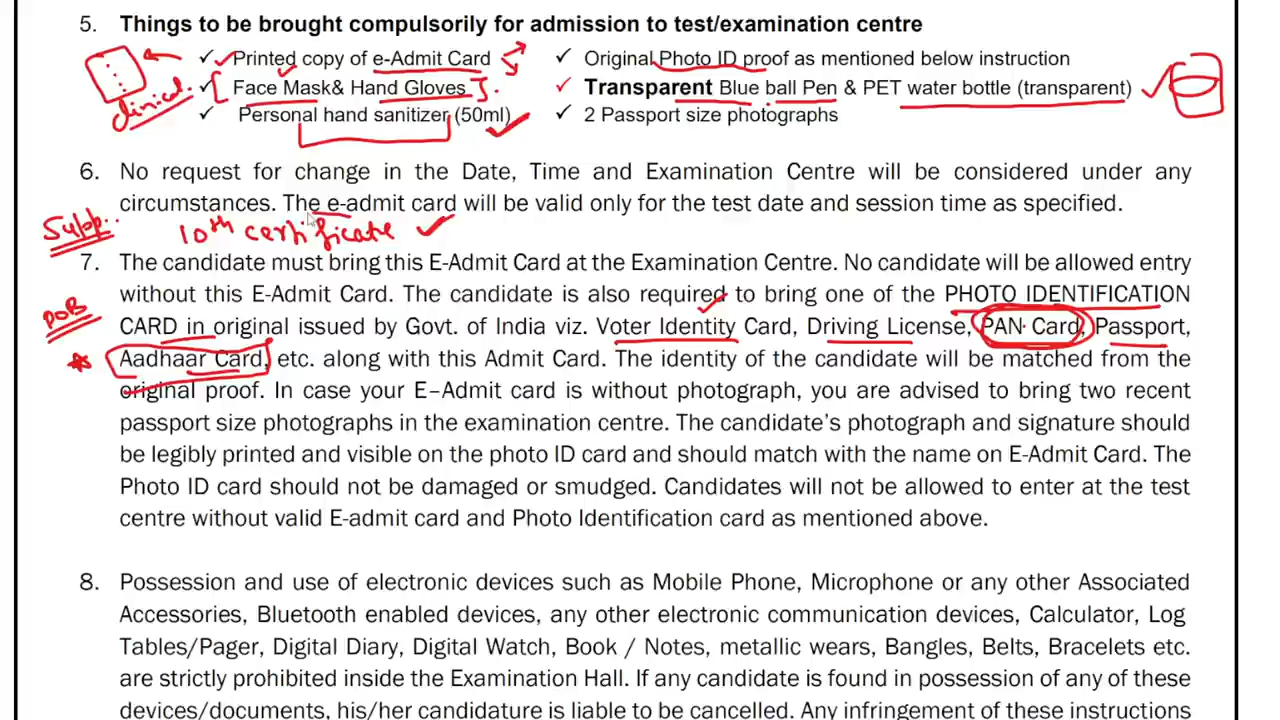 5. Things to be brought compulsorily for admission to test/examination centre
✓ Printed copy of e-Admit Card ✓ Original Photo ID proof as mentioned below instruction
✓ Face Mask& Hand Gloves ✓ Transparent Blue ball Pen & PET water bottle (transparent)
clinical.
✓ Personal hand sanitizer (50ml) ✓ 2 Passport size photographs
6. No request for change in the Date, Time and Examination Centre will be considered under any
circumstances. The e-admit card will be valid only for the test date and session time as specified.
Supp..
10th certificate ✓
7. The candidate must bring this E-Admit Card at the Examination Centre. No candidate will be allowed entry
without this E-Admit Card. The candidate is also required to bring one of the PHOTO IDENTIFICATION
DOB
CARD in original issued by Govt. of India viz. Voter Identity Card, Driving License, PAN Card, Passport,
Aadhaar Card, etc. along with this Admit Card. The identity of the candidate will be matched from the
original proof. In case your E–Admit card is without photograph, you are advised to bring two recent
passport size photographs in the examination centre. The candidate's photograph and signature should
be legibly printed and visible on the photo ID card and should match with the name on E-Admit Card. The
Photo ID card should not be damaged or smudged. Candidates will not be allowed to enter at the test
centre without valid E-admit card and Photo Identification card as mentioned above.
8. Possession and use of electronic devices such as Mobile Phone, Microphone or any other Associated
Accessories, Bluetooth enabled devices, any other electronic communication devices, Calculator, Log
Tables/Pager, Digital Diary, Digital Watch, Book / Notes, metallic wears, Bangles, Belts, Bracelets etc.
are strictly prohibited inside the Examination Hall. If any candidate is found in possession of any of these
devices/documents, his/her candidature is liable to be cancelled. Any infringement of these instructions